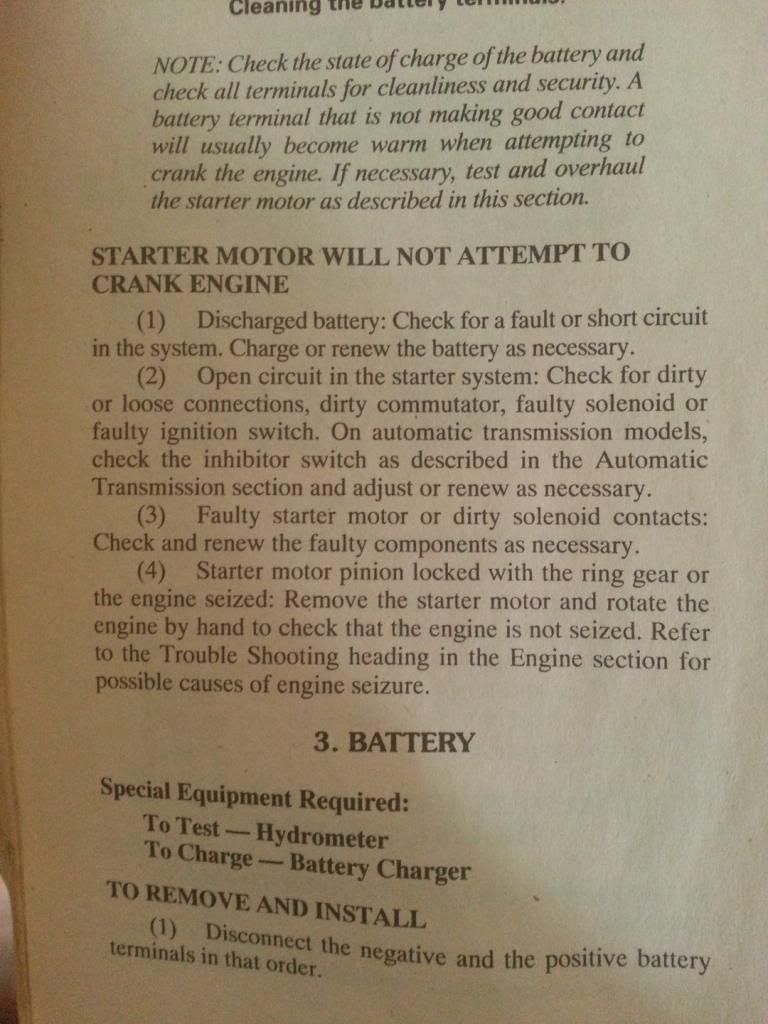 Cleaning the battery terminals.
NOTE: Check the state of charge of the battery and
check all terminals for cleanliness and security. A
battery terminal that is not making good contact
will usually become warm when attempting to
crank the engine. If necessary, test and overhaul
the starter motor as described in this section.
STARTER MOTOR WILL NOT ATTEMPT TO
CRANK ENGINE
(1) Discharged battery: Check for a fault or short circuit
in the system. Charge or renew the battery as necessary.
(2) Open circuit in the starter system: Check for dirty
or loose connections, dirty commutator, faulty solenoid or
faulty ignition switch. On automatic transmission models,
check the inhibitor switch as described in the Automatic
Transmission section and adjust or renew as necessary.
(3) Faulty starter motor or dirty solenoid contacts:
Check and renew the faulty components as necessary.
(4) Starter motor pinion locked with the ring gear or
the engine seized: Remove the starter motor and rotate the
engine by hand to check that the engine is not seized. Refer
to the Trouble Shooting heading in the Engine section for
possible causes of engine seizure.
3. BATTERY
Special Equipment Required:
To Test — Hydrometer
To Charge — Battery Charger
TO REMOVE AND INSTALL
(1) Disconnect the negative and the positive battery
terminals in that order.